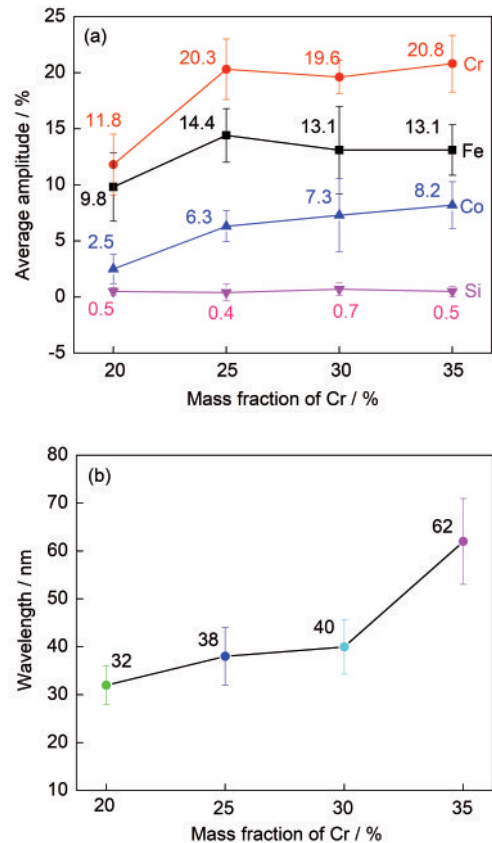 (a)
25
20
15
10
5
0
-5
Average amplitude / %
11.8
20.3
19.6
20.8
Cr
9.8
14.4
13.1
13.1
Fe
2.5
6.3
7.3
8.2
Co
0.5
0.4
0.7
0.5
Si
20 25 30 35
Mass fraction of Cr / %
(b)
80
70
60
50
40
30
20
10
Wavelength / nm
32
38
40
62
20 25 30 35
Mass fraction of Cr / %